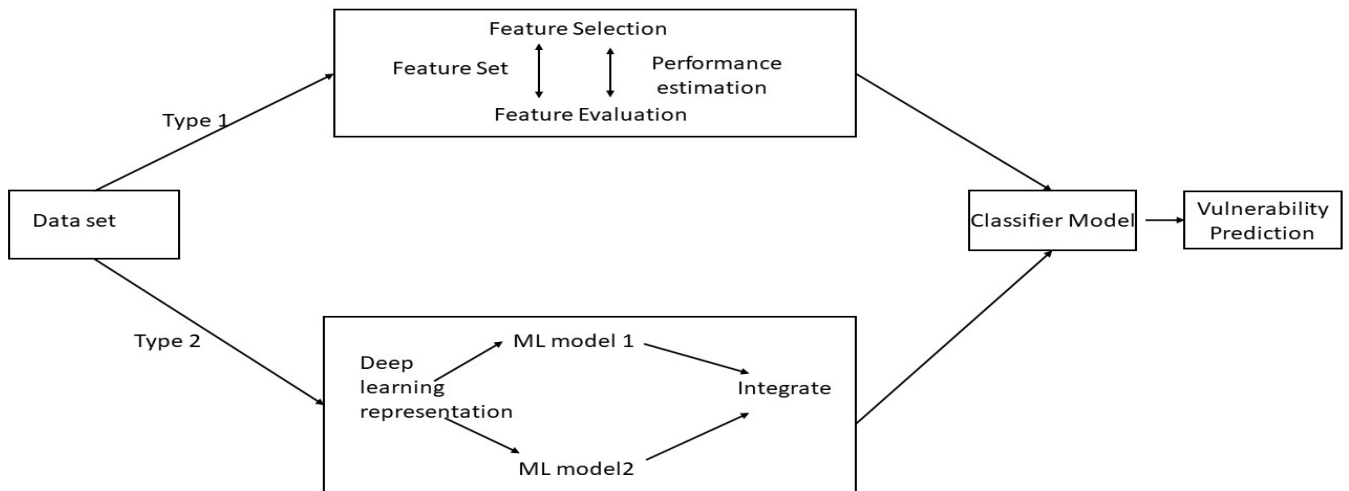 Feature Selection
Feature Set
Performance
estimation
Feature Evaluation
Type 1
Data set
Classifier Model
Vulnerability
Prediction
Type 2
ML model 1
Deep
learning
representation
Integrate
ML model2